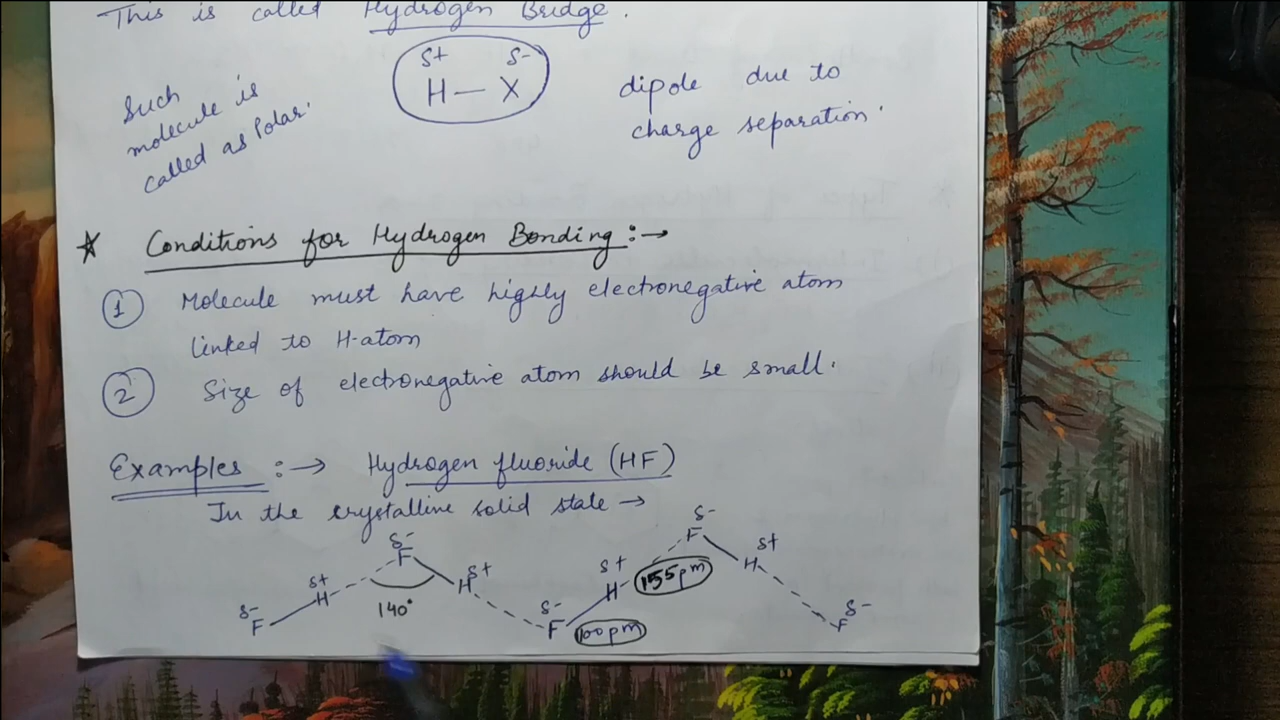 This is called Hydrogen Bridge.
δ+ δ-
H — X
Such
molecule is
called as Polar.
dipole due to
charge separation.
☆ Conditions for Hydrogen Bonding :→
① Molecule must have highly electronegative atom
linked to H-atom
② Size of electronegative atom should be small.
Examples :→ Hydrogen fluoride (HF)
In the crystalline solid state →
δ- F
δ+ H
δ- F
140°
δ+ H
δ- F
100pm
δ+ H
155pm
δ- F
δ+ H
δ- F